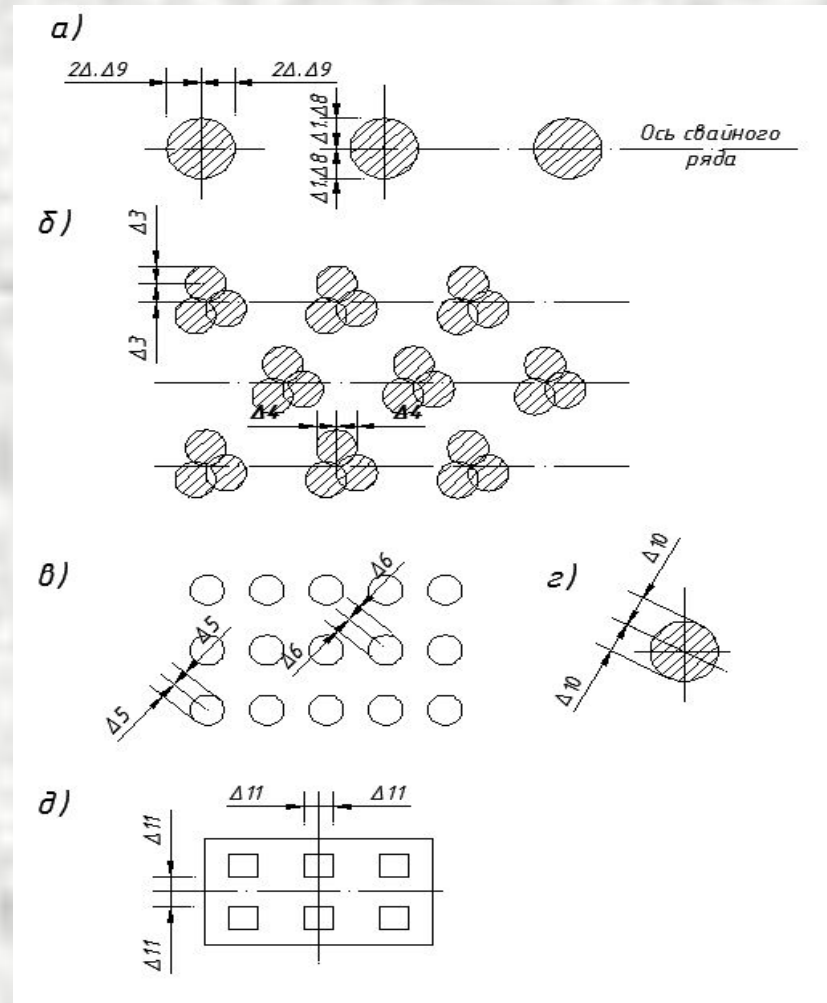 а)
2Δ.Δ9 2Δ.Δ9
Δ1.Δ8
Δ1.Δ8
Ось свайного
ряда
б)
Δ3
Δ3
Δ4 Δ4
в)
Δ6
Δ6
Δ5
Δ5
г)
Δ10
Δ10
д)
Δ11 Δ11
Δ11
Δ11